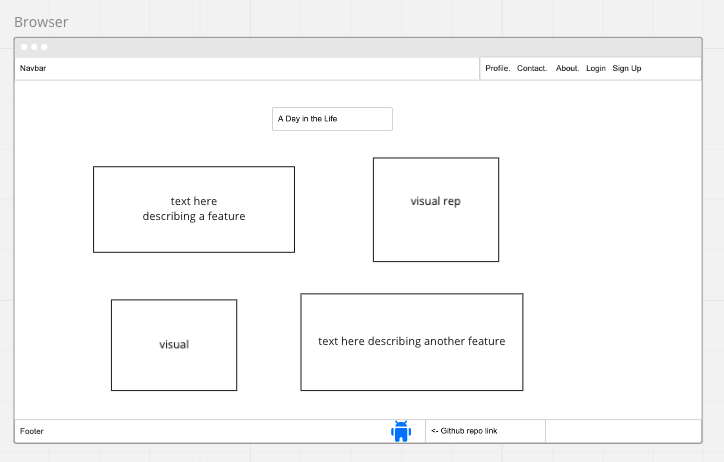 Browser
Navbar
Profile. Contact. About. Login Sign Up
A Day in the Life
text here
describing a feature
visual rep
visual
text here describing another feature
Footer
<- Github repo link